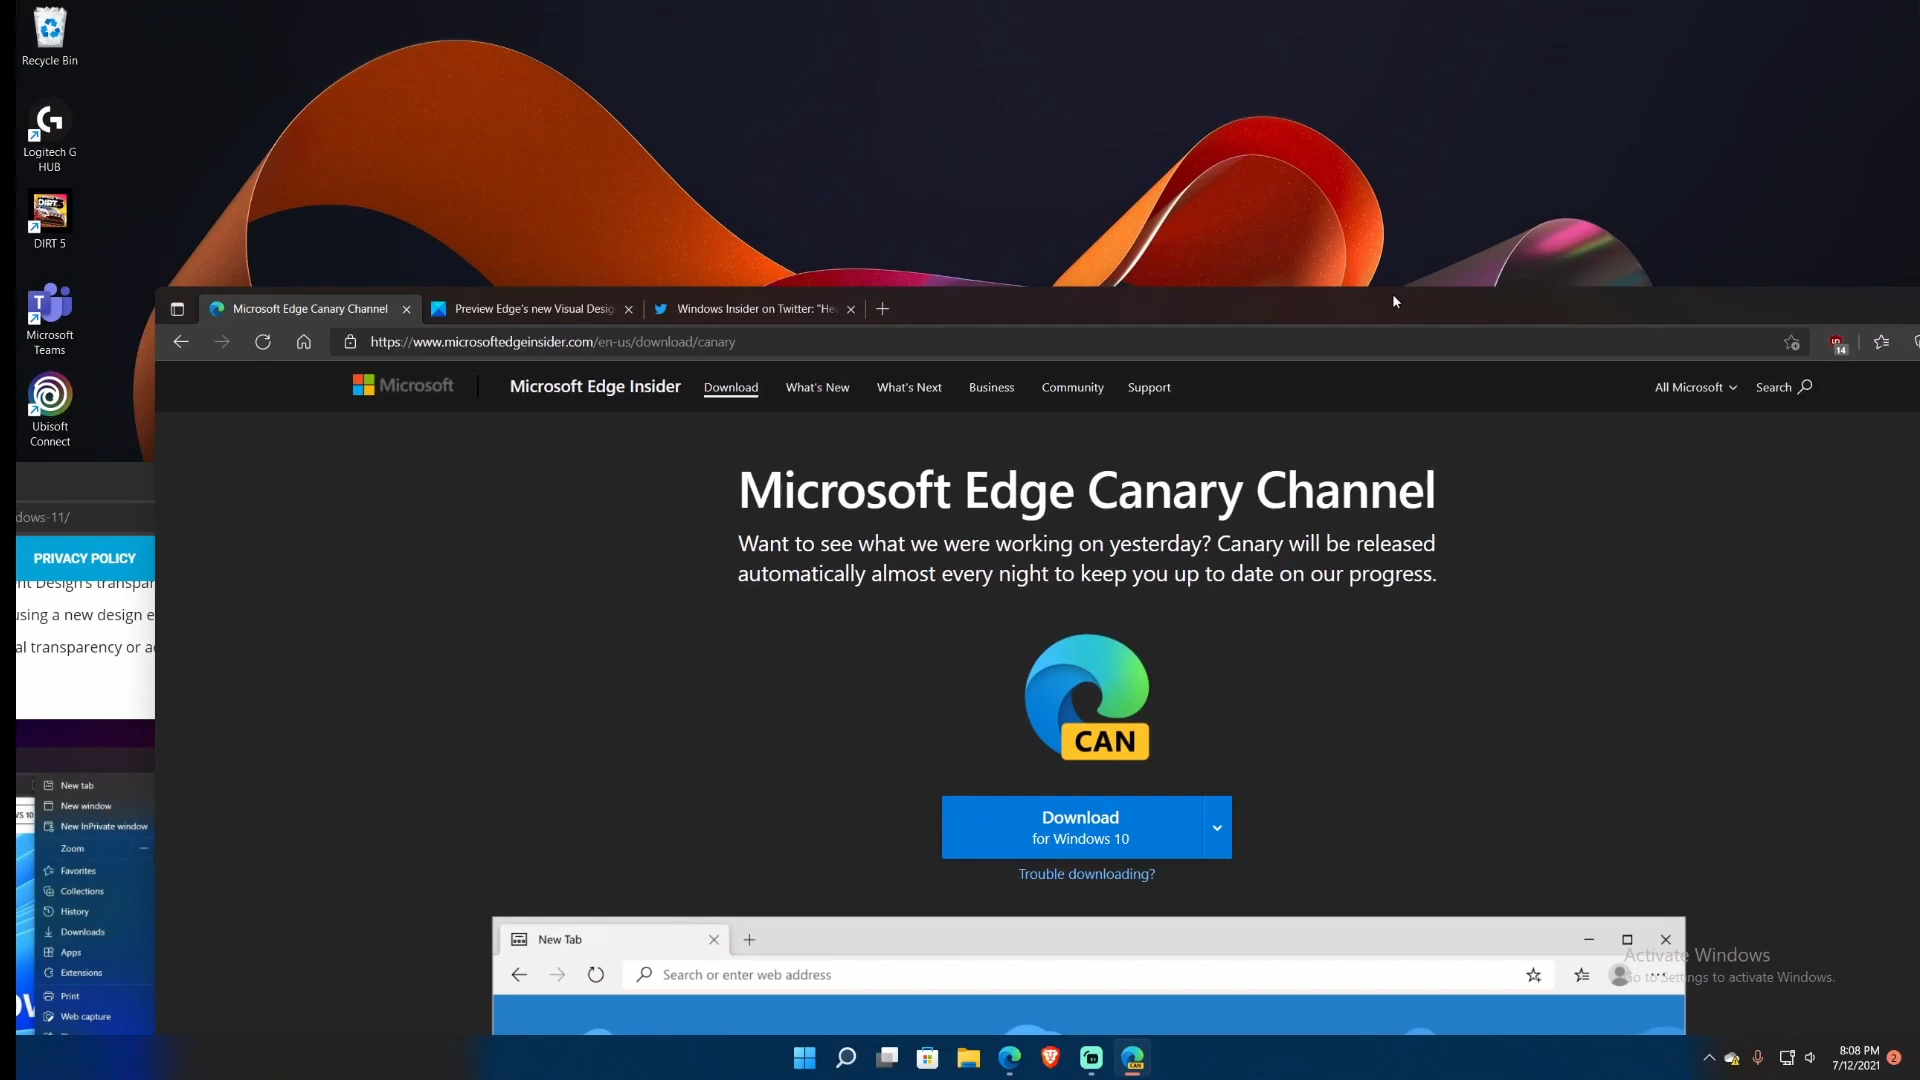 Recycle Bin
Logitech G
HUB
DIRT 5
DIRT 5
Microsoft
Teams
Ubisoft
Connect
Microsoft Edge Canary Channel
Preview Edge's new Visual Desig
Windows Insider on Twitter: "He
https://www.microsoftedgeinsider.com/en-us/download/canary
14
Microsoft
Microsoft Edge Insider
Download
What's New
What's Next
Business
Community
Support
All Microsoft
Search
Microsoft Edge Canary Channel
Want to see what we were working on yesterday? Canary will be released
automatically almost every night to keep you up to date on our progress.
CAN
Download
for Windows 10
Trouble downloading?
New Tab
Search or enter web address
Activate Windows
Go to Settings to activate Windows.
dows-11/
PRIVACY POLICY
nt Design's transpar
using a new design e
al transparency or a
New tab
New window
New InPrivate window
Zoom
Favorites
Collections
History
Downloads
Apps
Extensions
Print
Web capture
CAN
8:08 PM
7/12/2021
2